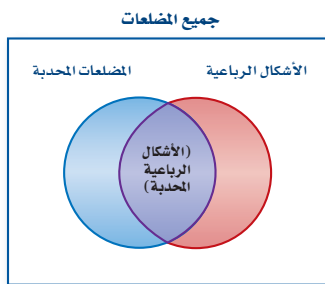 جميع المضلعات
الأشكال الرباعية
المضلعات المحدبة
(الأشكال
الرباعية
المحدبة)